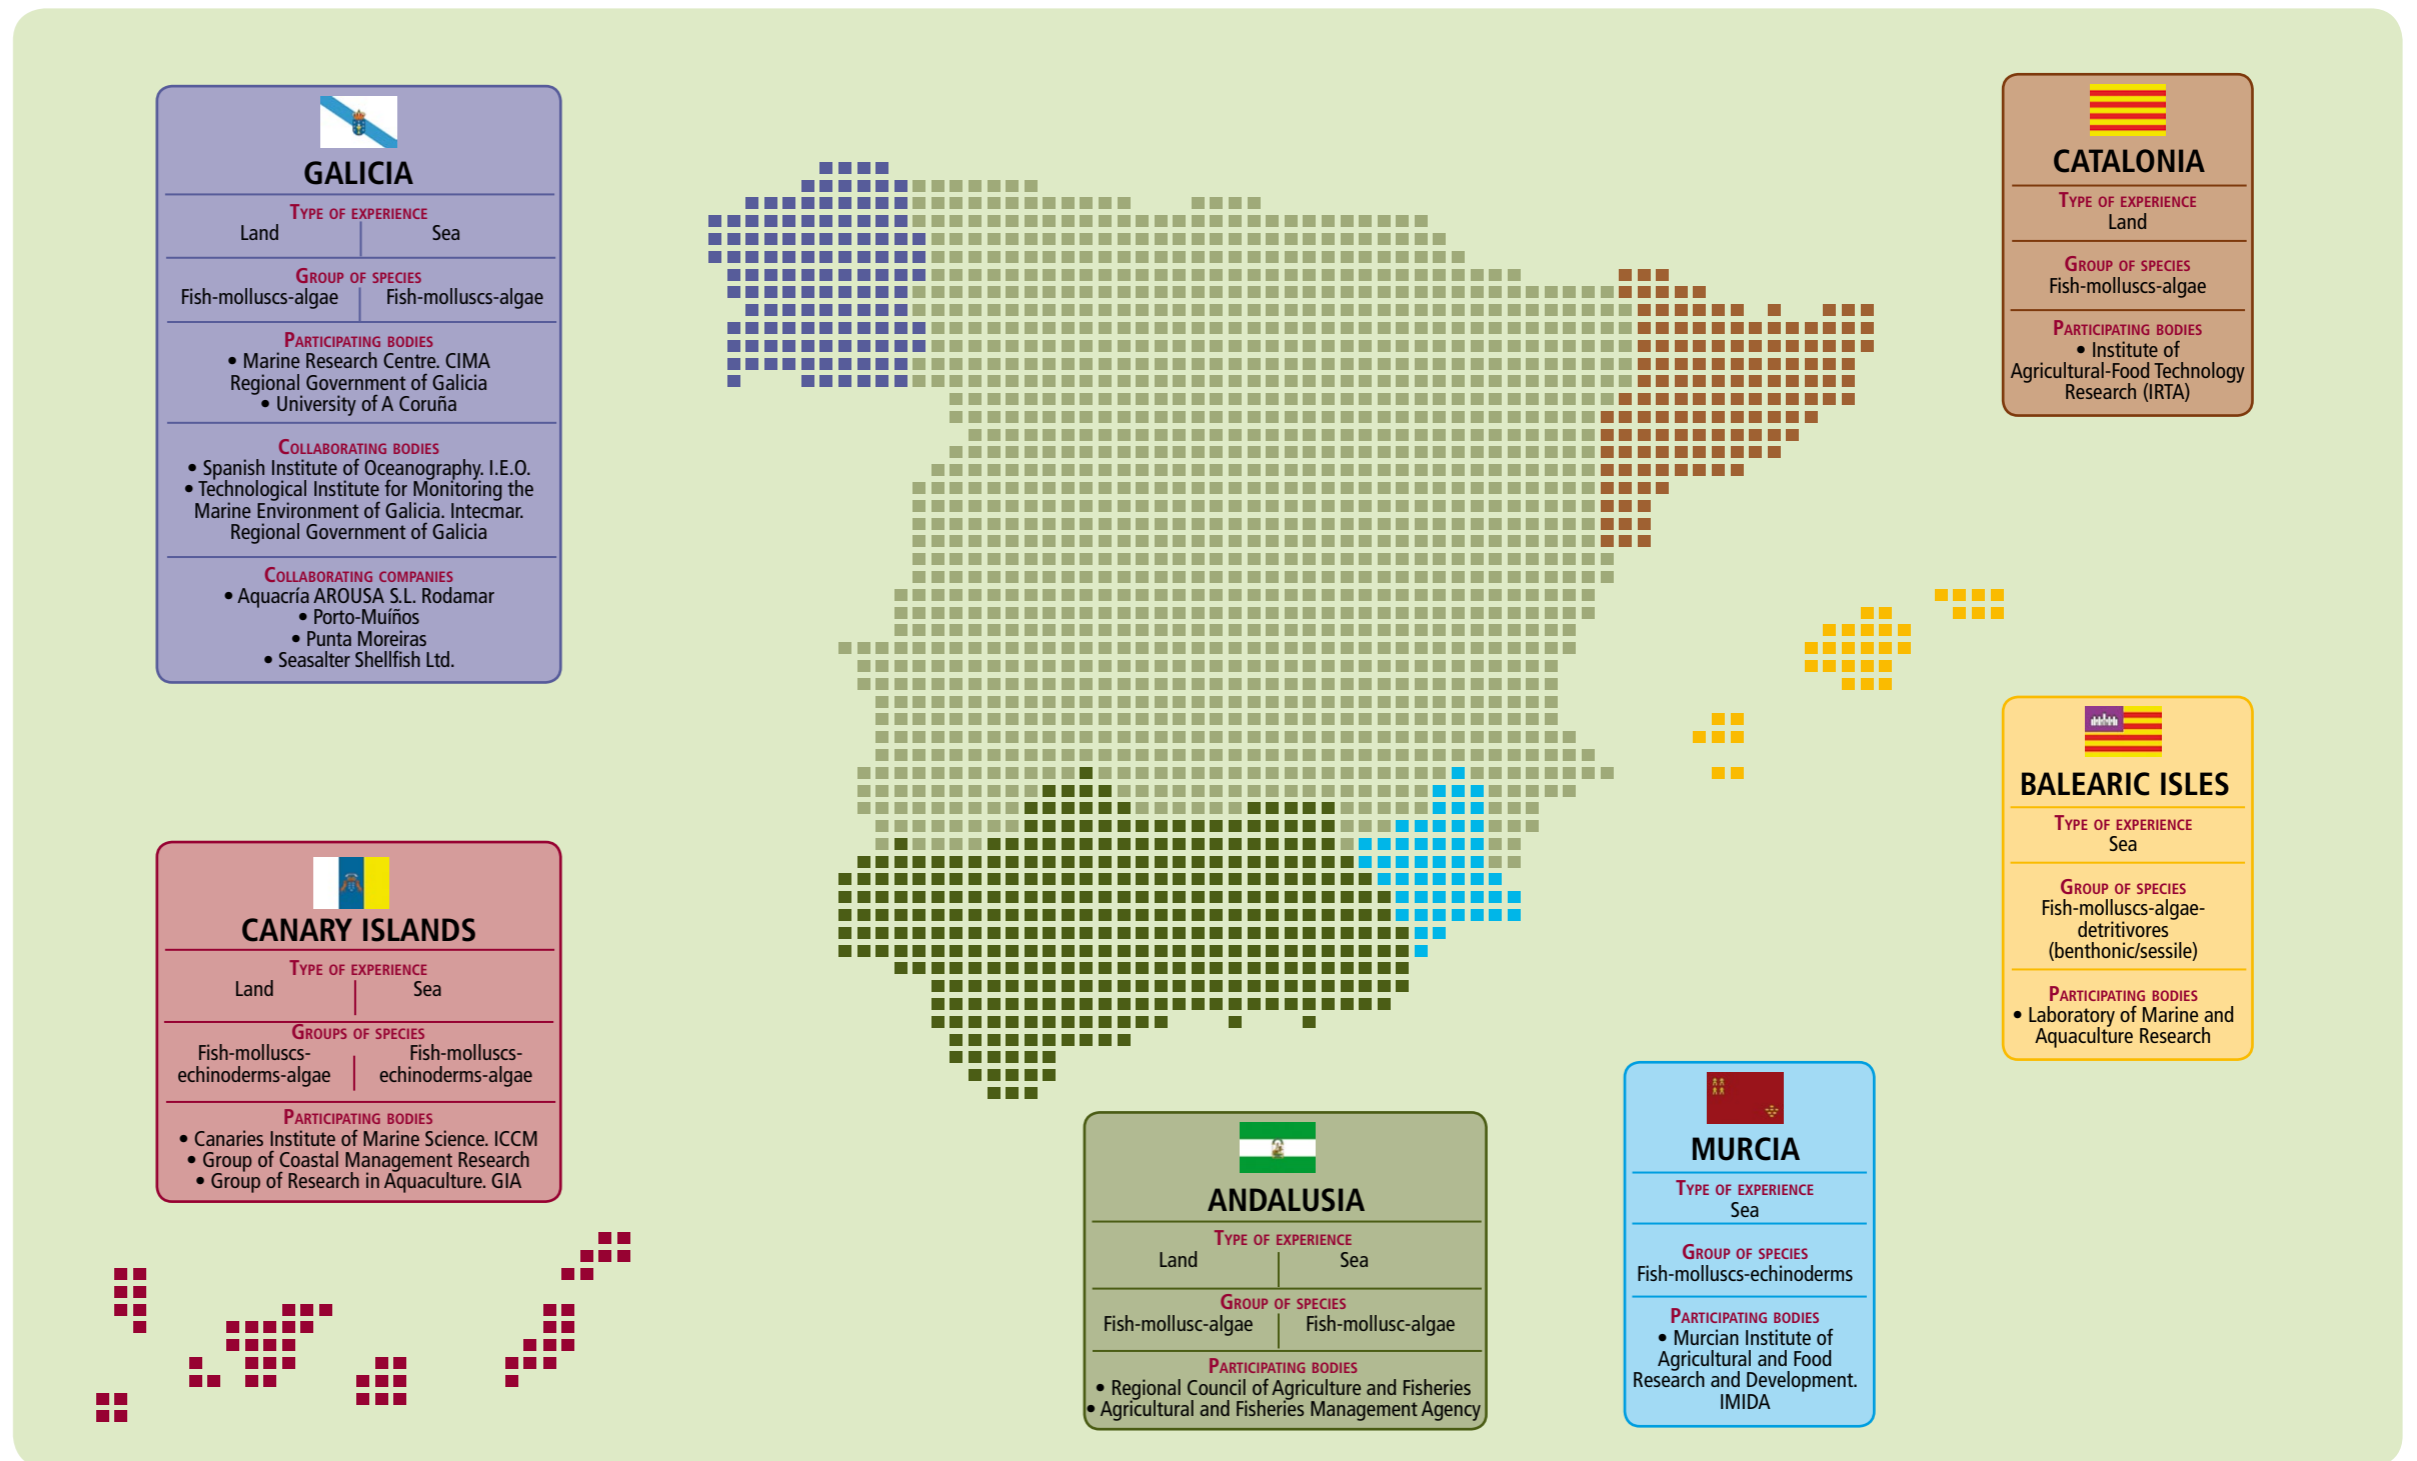 GALICIA
TYPE OF EXPERIENCE
Land Sea
GROUP OF SPECIES
Fish-molluscs-algae Fish-molluscs-algae
PARTICIPATING BODIES
• Marine Research Centre. CIMA
Regional Government of Galicia
• University of A Coruña
COLLABORATING BODIES
• Spanish Institute of Oceanography. I.E.O.
• Technological Institute for Monitoring the
Marine Environment of Galicia. Intecmar.
Regional Government of Galicia
COLLABORATING COMPANIES
• Aquacría AROUSA S.L. Rodamar
• Porto-Muíños
• Punta Moreiras
• Seasalter Shellfish Ltd.
CATALONIA
TYPE OF EXPERIENCE
Land
GROUP OF SPECIES
Fish-molluscs-algae
PARTICIPATING BODIES
• Institute of
Agricultural-Food Technology
Research (IRTA)
BALEARIC ISLES
TYPE OF EXPERIENCE
Sea
GROUP OF SPECIES
Fish-molluscs-algae-
detritivores
(benthonic/sessile)
PARTICIPATING BODIES
• Laboratory of Marine and
Aquaculture Research
CANARY ISLANDS
TYPE OF EXPERIENCE
Land Sea
GROUPS OF SPECIES
Fish-molluscs- Fish-molluscs-
echinoderms-algae echinoderms-algae
PARTICIPATING BODIES
• Canaries Institute of Marine Science. ICCM
• Group of Coastal Management Research
• Group of Research in Aquaculture. GIA
ANDALUSIA
TYPE OF EXPERIENCE
Land Sea
GROUP OF SPECIES
Fish-mollusc-algae Fish-mollusc-algae
PARTICIPATING BODIES
• Regional Council of Agriculture and Fisheries
• Agricultural and Fisheries Management Agency
MURCIA
TYPE OF EXPERIENCE
Sea
GROUP OF SPECIES
Fish-molluscs-echinoderms
PARTICIPATING BODIES
• Murcian Institute of
Agricultural and Food
Research and Development.
IMIDA